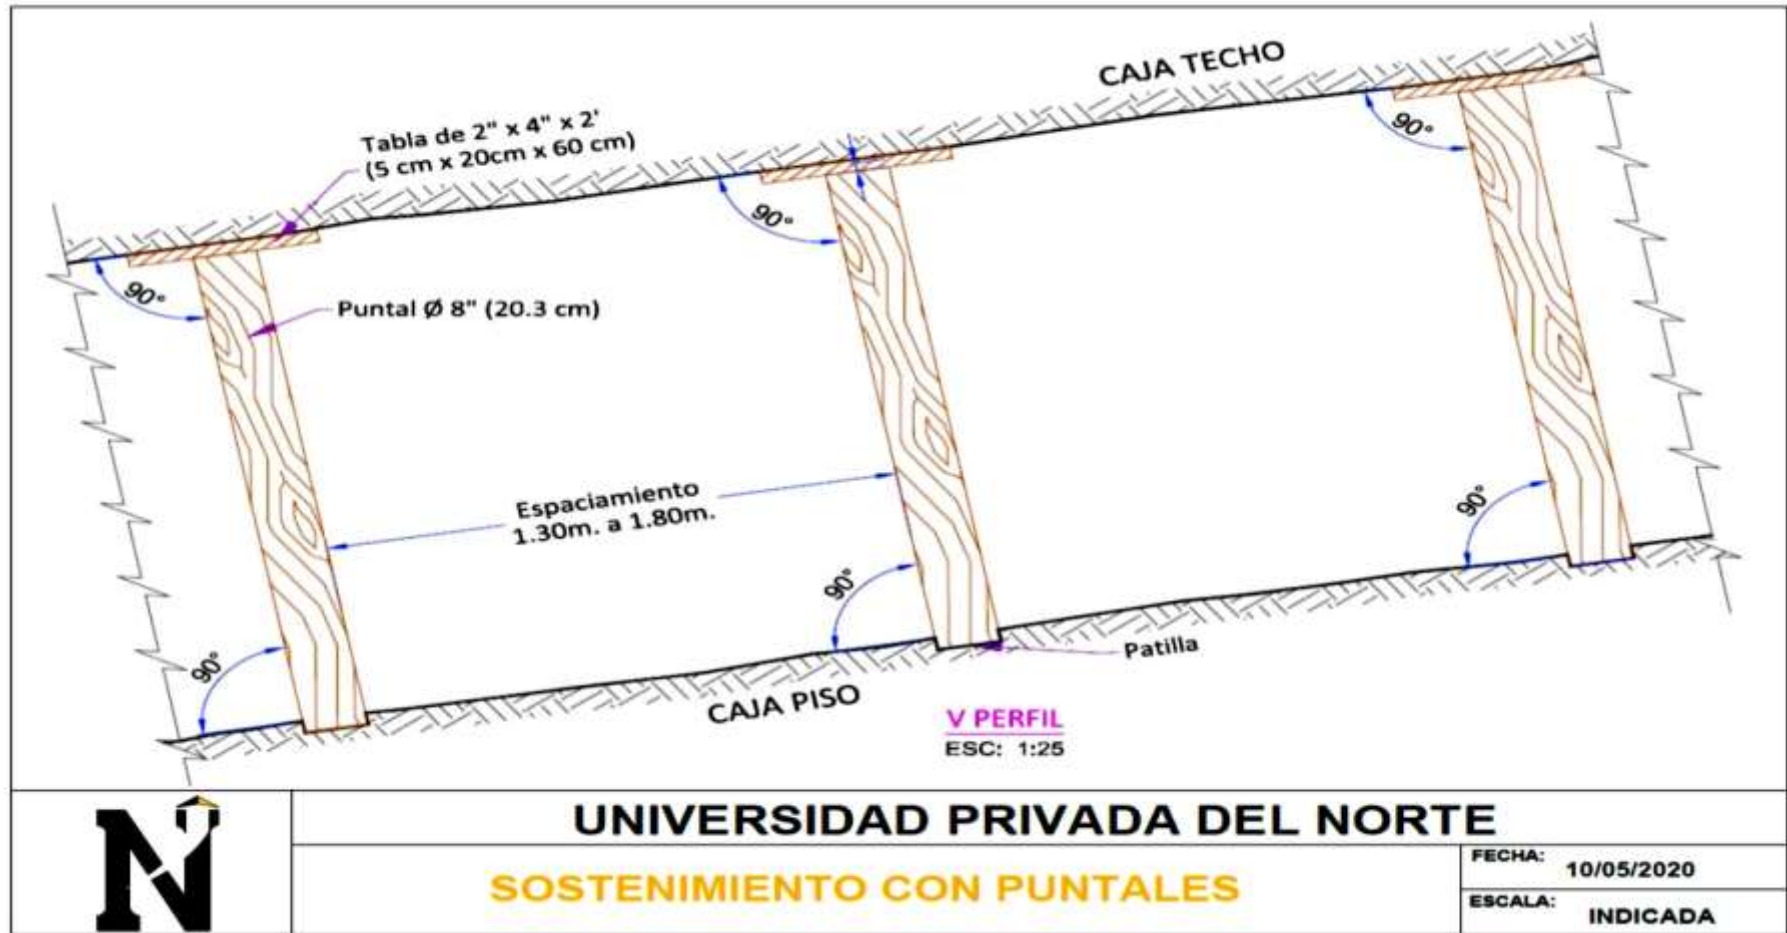 CAJA TECHO
Tabla de 2" x 4" x 2'
(5 cm x 20cm x 60 cm)
90°
90°
90°
Puntal Ø 8" (20.3 cm)
Espaciamiento
1.30m. a 1.80m.
90°
90°
90°
Patilla
CAJA PISO
V PERFIL
ESC: 1:25
N
UNIVERSIDAD PRIVADA DEL NORTE
SOSTENIMIENTO CON PUNTALES
FECHA: 10/05/2020
ESCALA: INDICADA